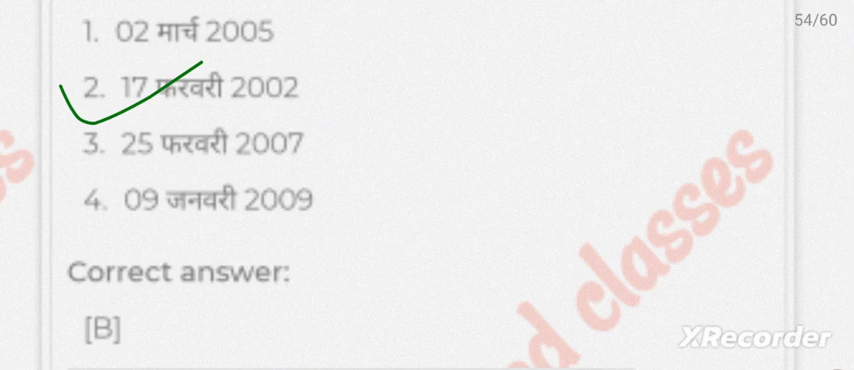 54/60
1. 02 मार्च 2005
2. 17 फरवरी 2002
3. 25 फरवरी 2007
4. 09 जनवरी 2009
Correct answer:
[B]
classes
XRecorder